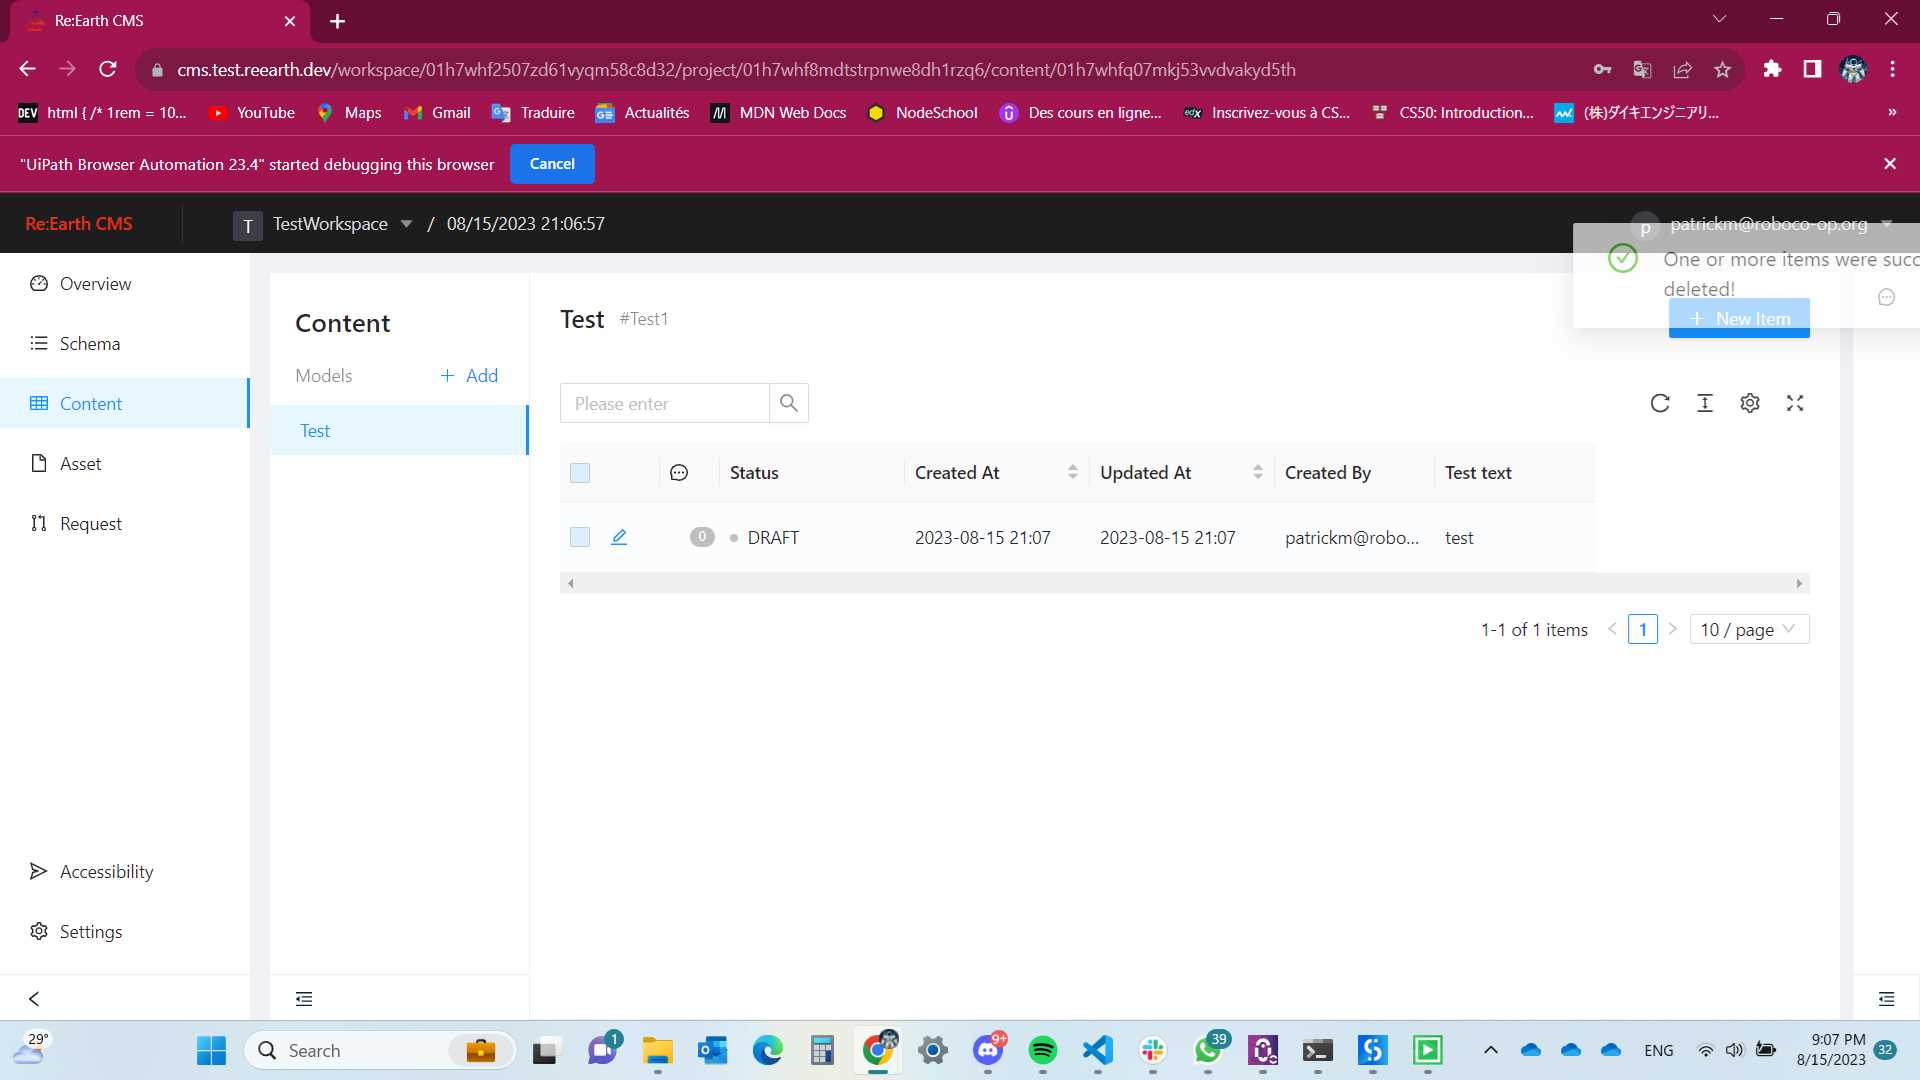 Re:Earth CMS
cms.test.reearth.dev/workspace/01h7whf2507zd61vyqm58c8d32/project/01h7whf8mdtstrpnwe8dh1rzq6/content/01h7whfq07mkj53vvdvakyd5th
DEV html { /* 1rem = 10... YouTube Maps Gmail Traduire Actualités MDN Web Docs NodeSchool Des cours en ligne... edX Inscrivez-vous à CS... CS50: Introduction... (株)ダイキエンジニアリ... »
"UiPath Browser Automation 23.4" started debugging this browser Cancel
Re:Earth CMS T TestWorkspace / 08/15/2023 21:06:57 p patrickm@roboco-op.org
One or more items were succ
deleted!
Overview
Schema
Content
Asset
Request
Accessibility
Settings
Content
Models + Add
Test
Test #Test1
+ New Item
Please enter
Status Created At Updated At Created By Test text
0 DRAFT 2023-08-15 21:07 2023-08-15 21:07 patrickm@robo... test
1-1 of 1 items < 1 > 10 / page
29° Search 1 9+ 39 ENG 9:07 PM
8/15/2023 32